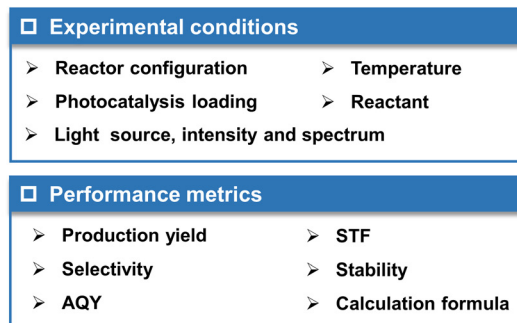 Experimental conditions
Reactor configuration
Temperature
Photocatalysis loading
Reactant
Light source, intensity and spectrum
Performance metrics
Production yield
STF
Selectivity
Stability
AQY
Calculation formula